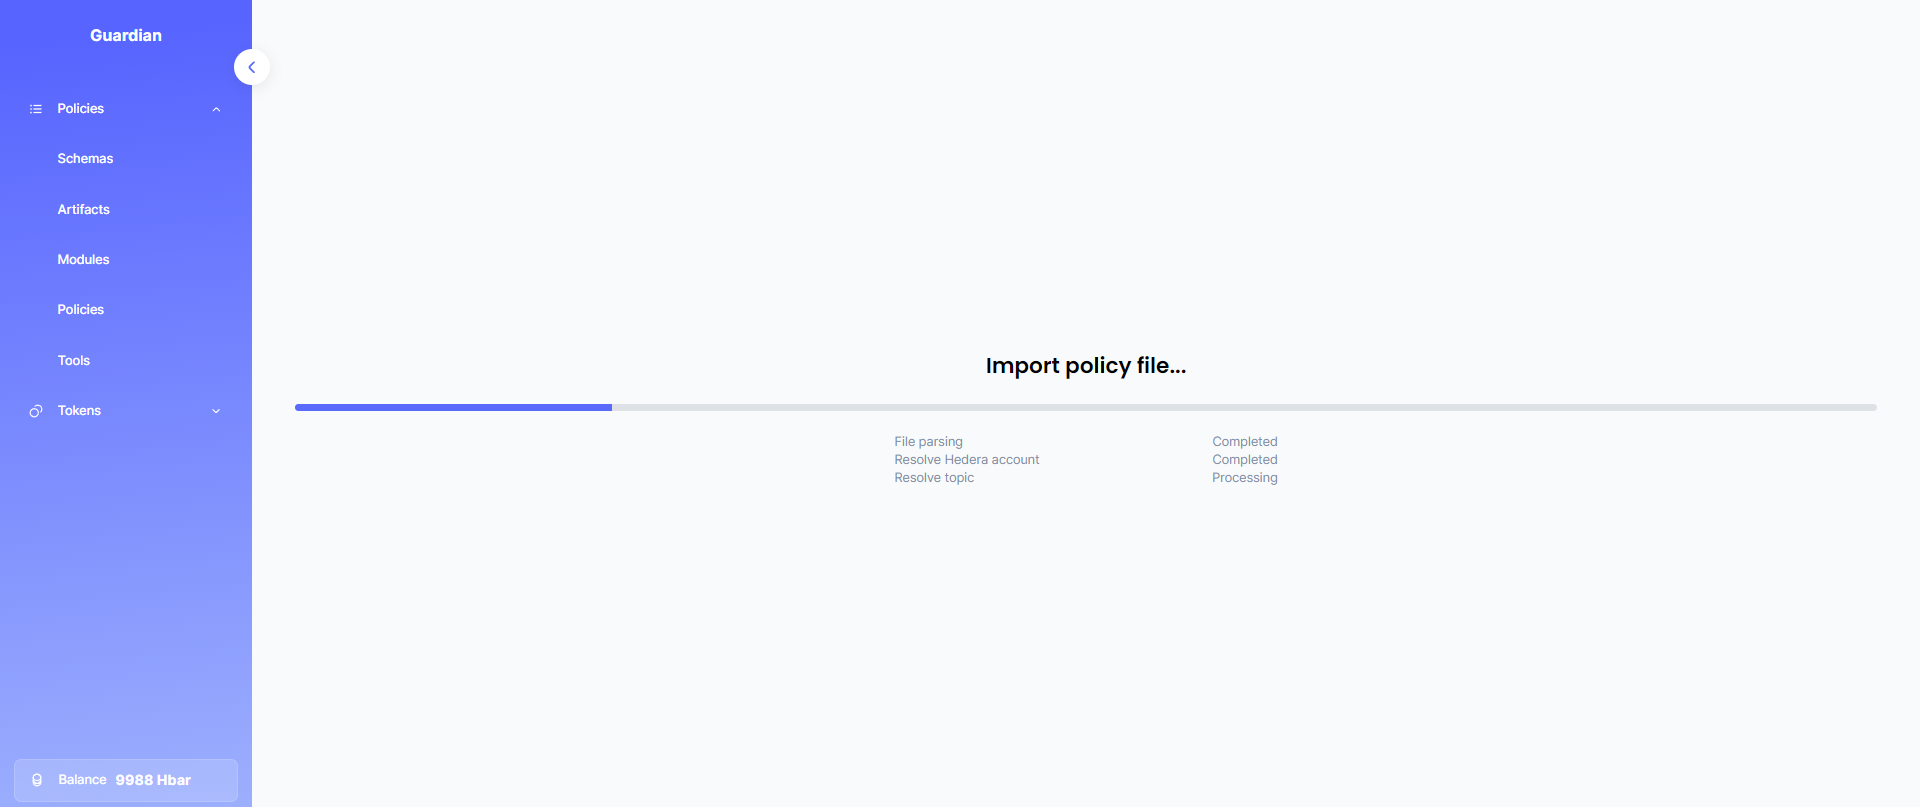 Guardian
Policies
Schemas
Artifacts
Modules
Policies
Tools
Tokens
Balance 9988 Hbar
Import policy file...
File parsing Completed
Resolve Hedera account Completed
Resolve topic Processing